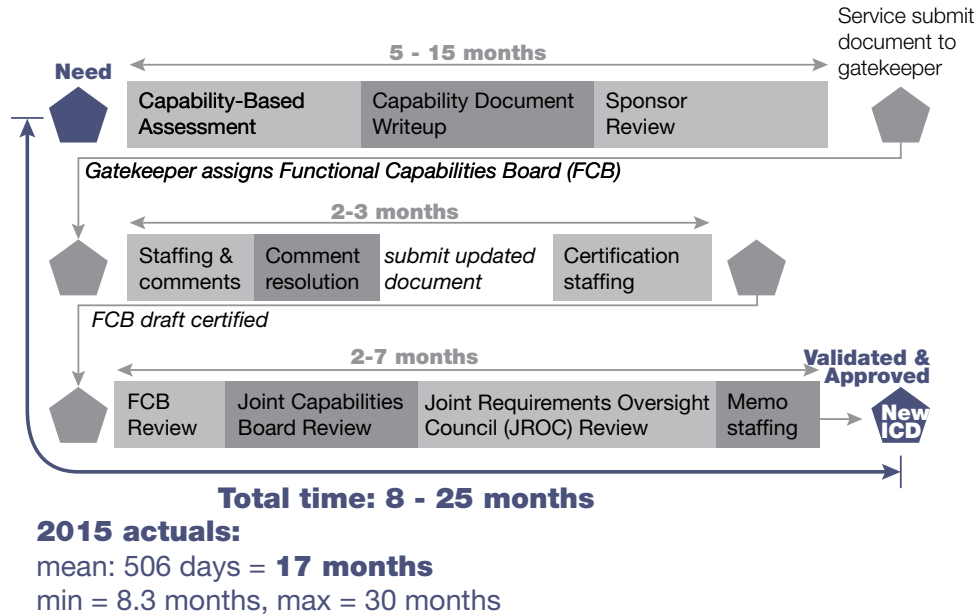 Service submit
document to
gatekeeper
5 - 15 months
Need
Capability-Based
Assessment
Capability Document
Writeup
Sponsor
Review
Gatekeeper assigns Functional Capabilities Board (FCB)
2-3 months
Staffing &
comments
Comment
resolution
submit updated
document
Certification
staffing
FCB draft certified
2-7 months
Validated &
Approved
FCB
Review
Joint Capabilities
Board Review
Joint Requirements Oversight
Council (JROC) Review
Memo
staffing
New
ICD
Total time: 8 - 25 months
2015 actuals:
mean: 506 days = 17 months
min = 8.3 months, max = 30 months